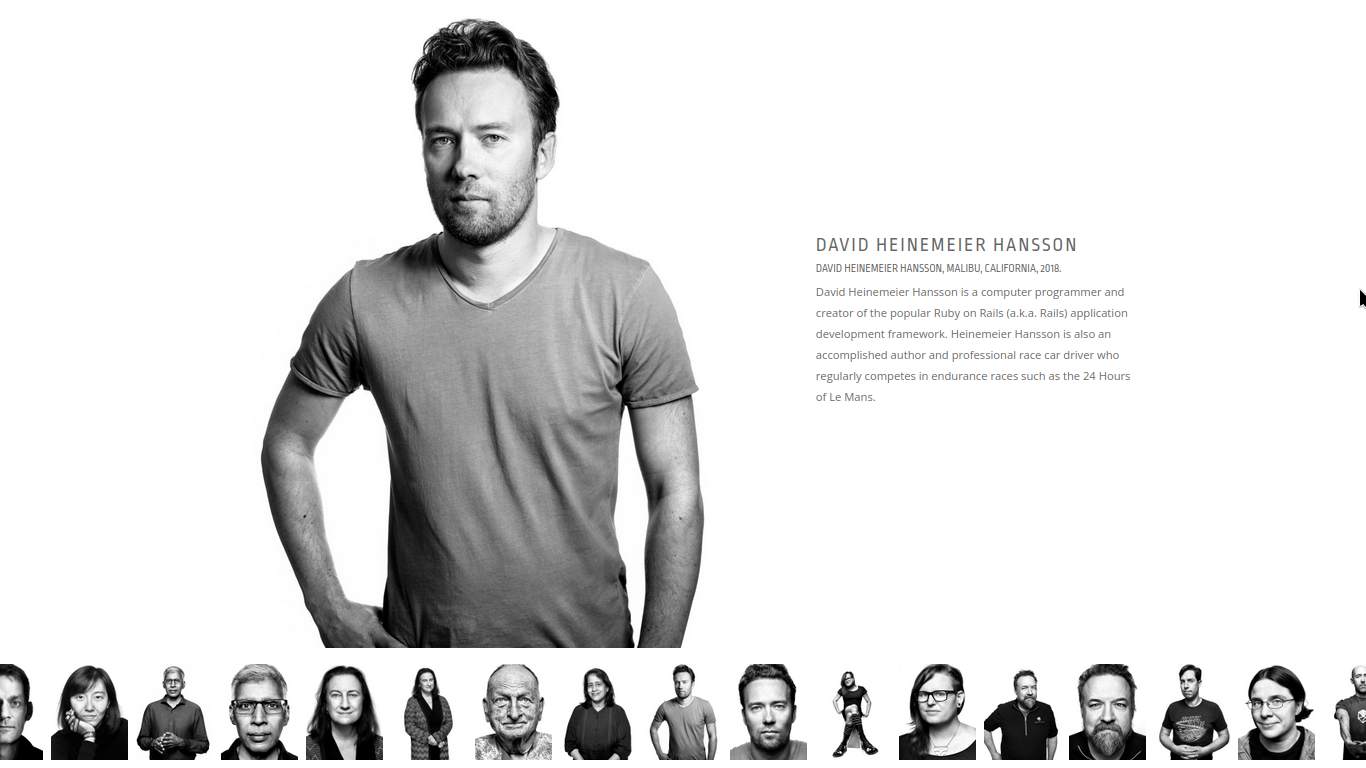 DAVID HEINEMEIER HANSSON
DAVID HEINEMEIER HANSSON, MALIBU, CALIFORNIA, 2018.
David Heinemeier Hansson is a computer programmer and
creator of the popular Ruby on Rails (a.k.a. Rails) application
development framework. Heinemeier Hansson is also an
accomplished author and professional race car driver who
regularly competes in endurance races such as the 24 Hours
of Le Mans.